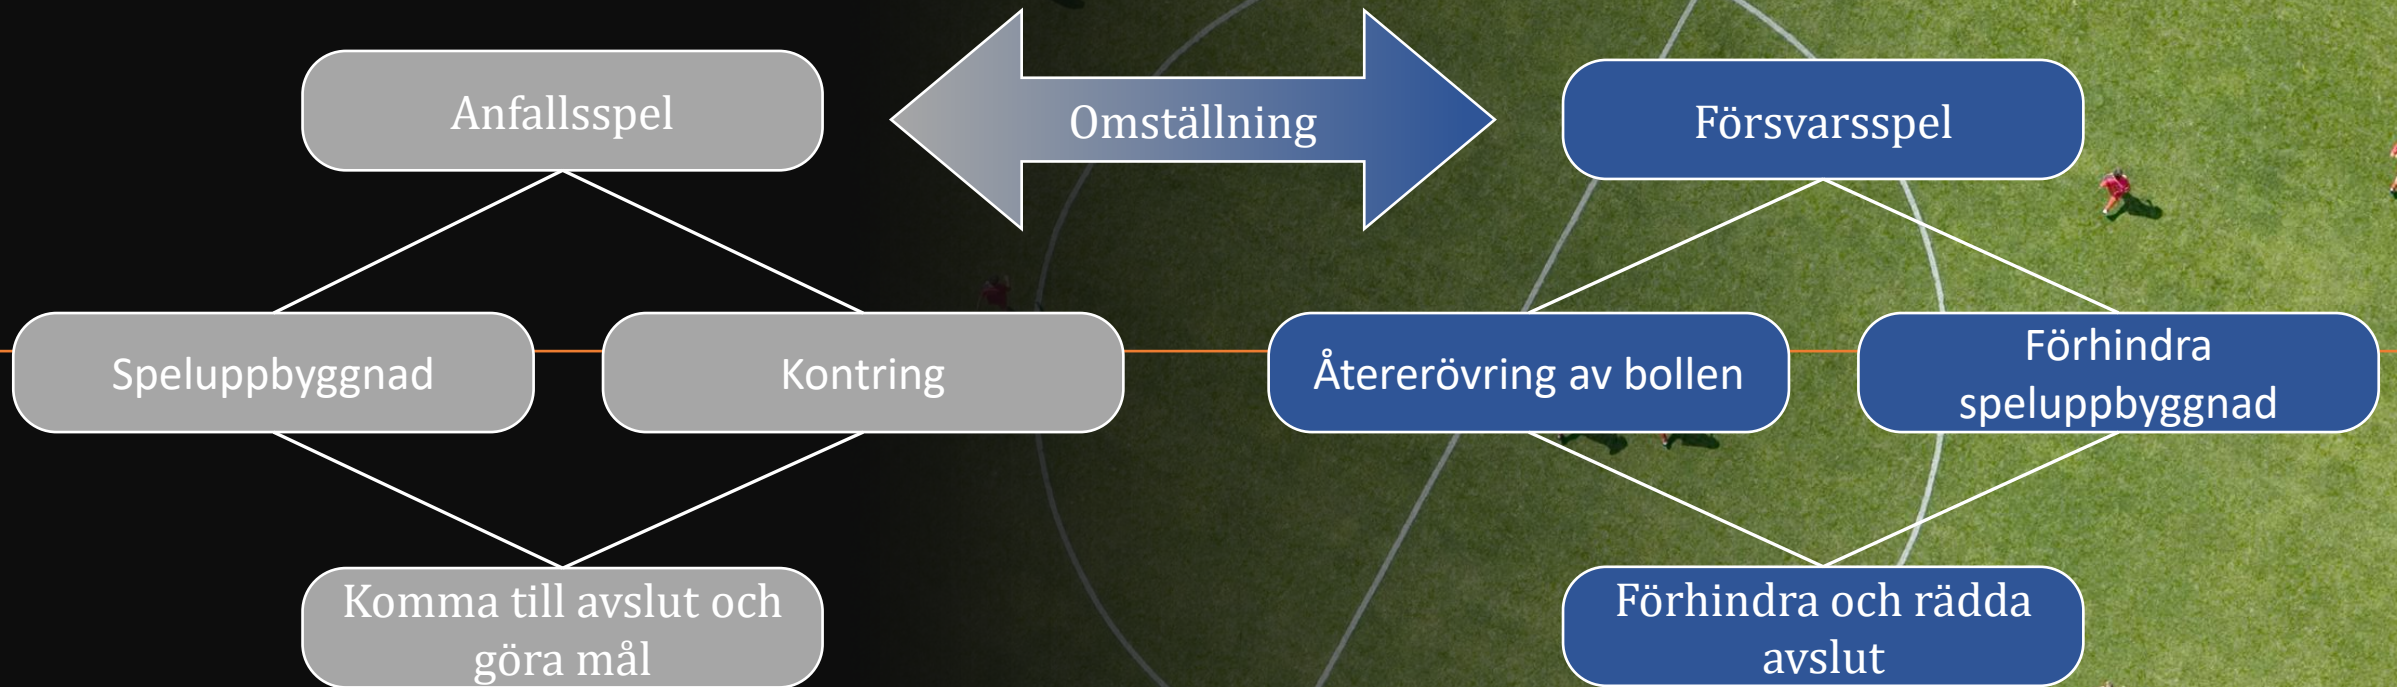 Anfallsspel
Omställning
Försvarsspel
Speluppbyggnad
Kontring
Återerövring av bollen
Förhindra
speluppbyggnad
Komma till avslut och
göra mål
Förhindra och rädda
avslut